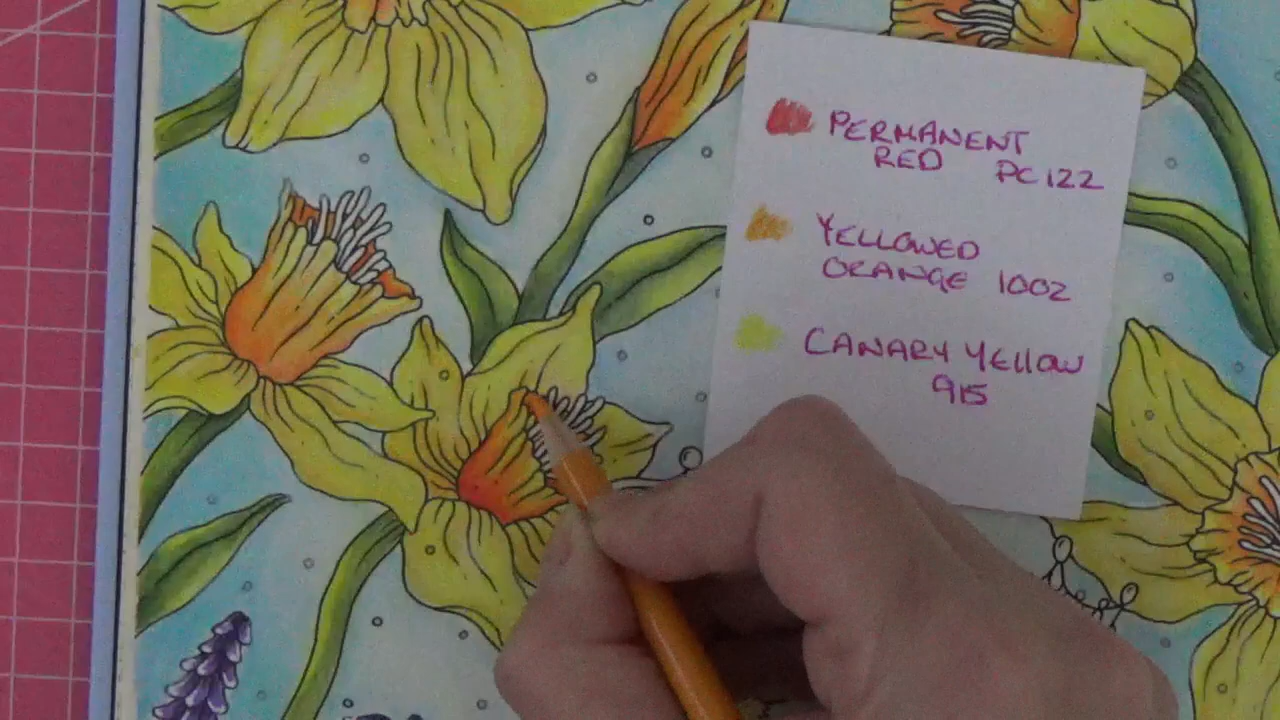 PERMANENT
RED PC122
YELLOWED
ORANGE 1002
CANARY YELLOW
915